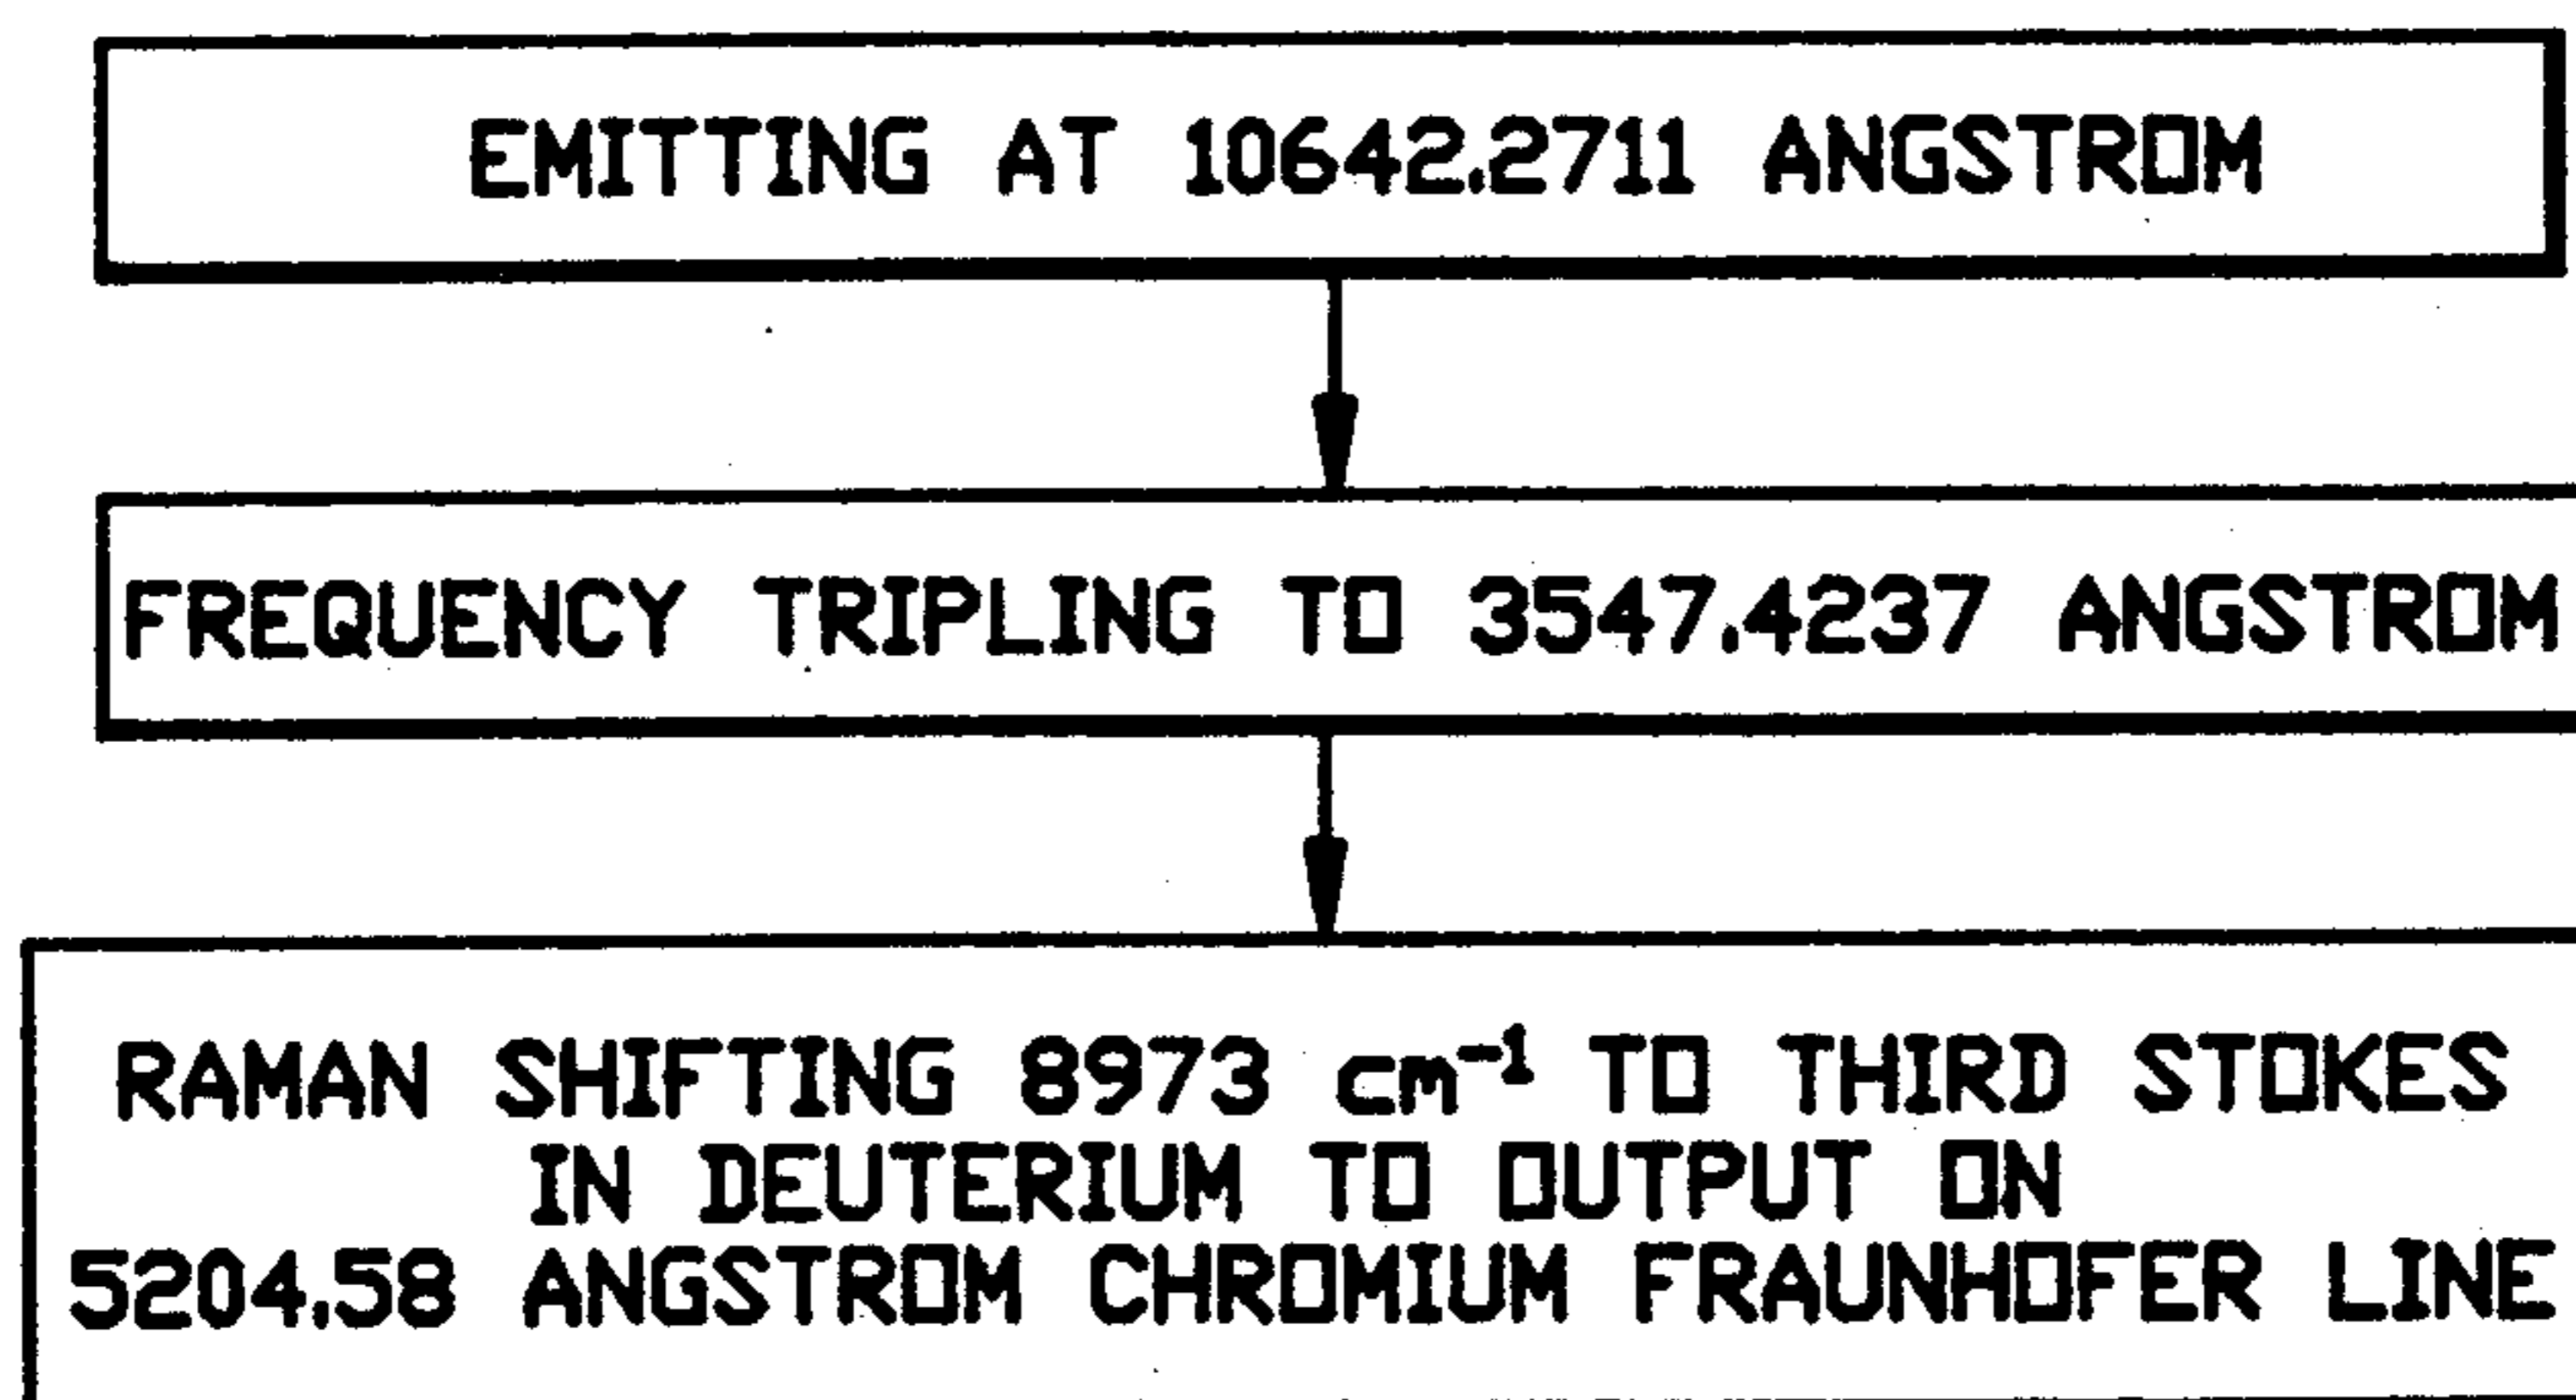 EMITTING AT 10642.2711 ANGSTROM
FREQUENCY TRIPLING TO 3547.4237 ANGSTROM
RAMAN SHIFTING 8973 cm⁻¹ TO THIRD STOKES
IN DEUTERIUM TO OUTPUT ON
5204.58 ANGSTROM CHROMIUM FRAUNHOFER LINE